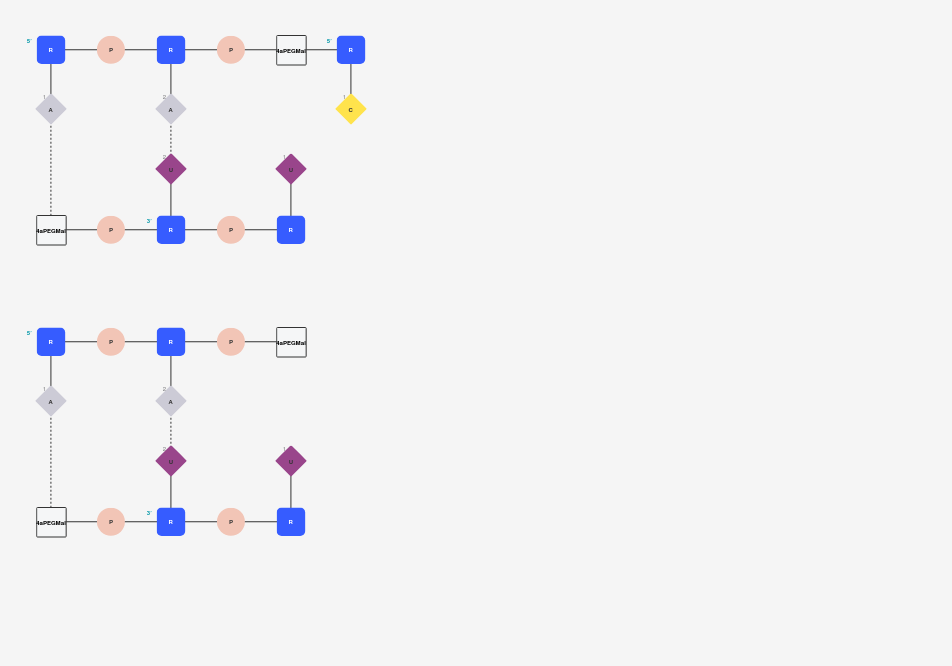 5' R P R P 4aPEGMal 5' R
1 A 2 A 1 C
2 U 1 U
4aPEGMal P 3' R P R
5' R P R P 4aPEGMal
1 A 2 A
2 U 1 U
4aPEGMal P 3' R P R